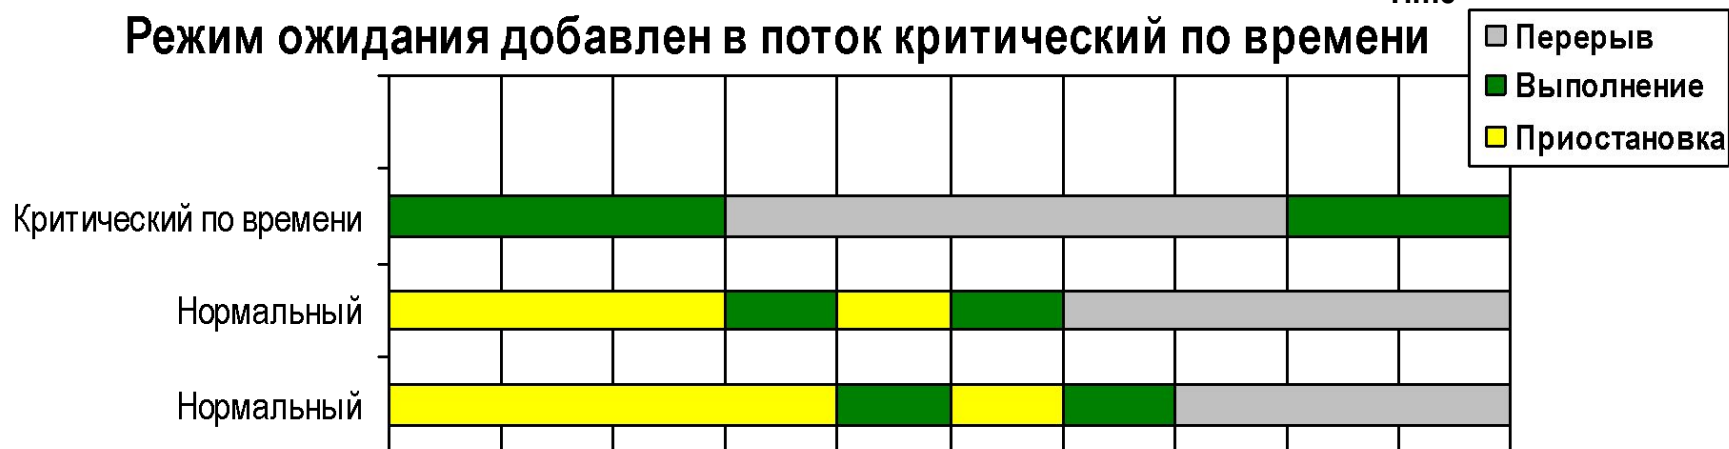 Режим ожидания добавлен в поток критический по времени
Перерыв
Выполнение
Приостановка
Критический по времени
Нормальный
Нормальный